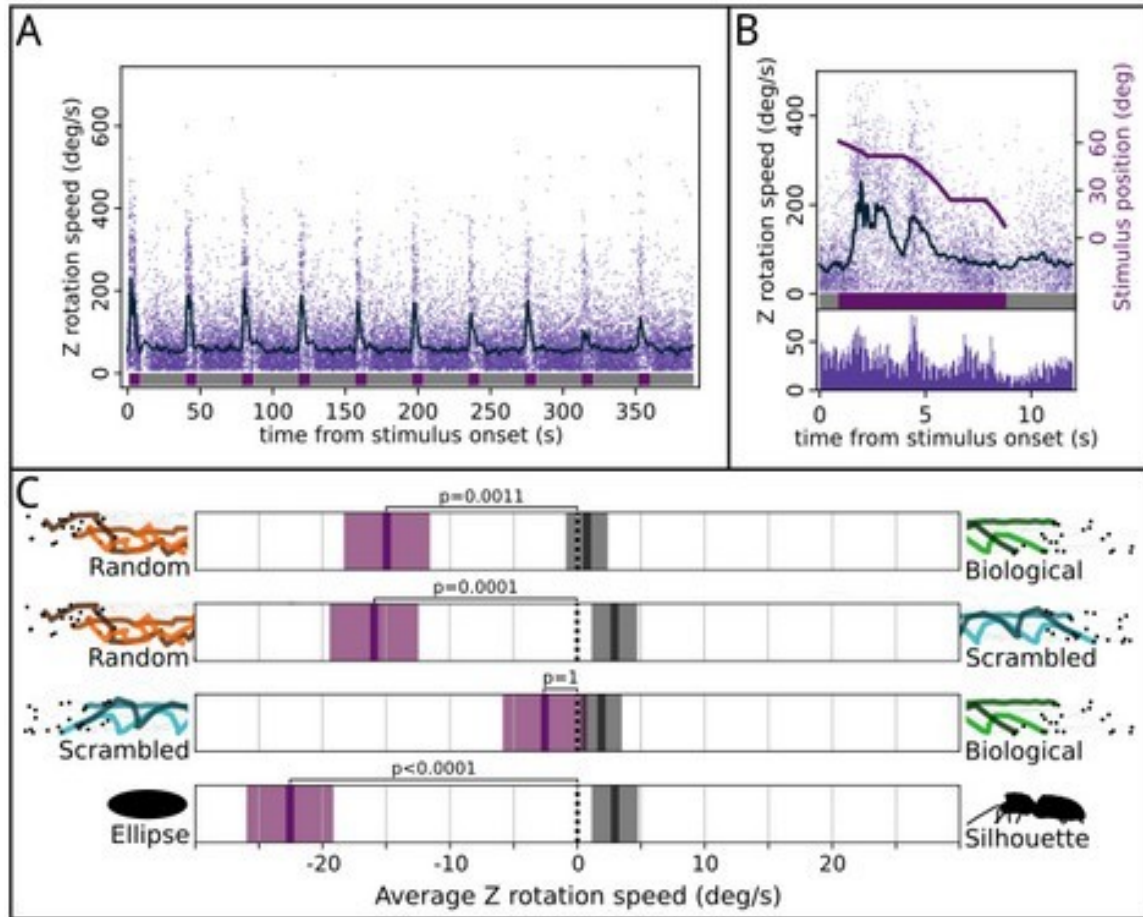 A
Z rotation speed (deg/s)
600
400
200
0
0 50 100 150 200 250 300 350
time from stimulus onset (s)
B
Z rotation speed (deg/s)
400
200
0
50
0
60
30
0
Stimulus position (deg)
0 5 10
time from stimulus onset (s)
C
p=0.0011
Random
Biological
p=0.0001
Random
Scrambled
p=1
Scrambled
Biological
p<0.0001
Ellipse
Silhouette
-20 -10 0 10 20
Average Z rotation speed (deg/s)